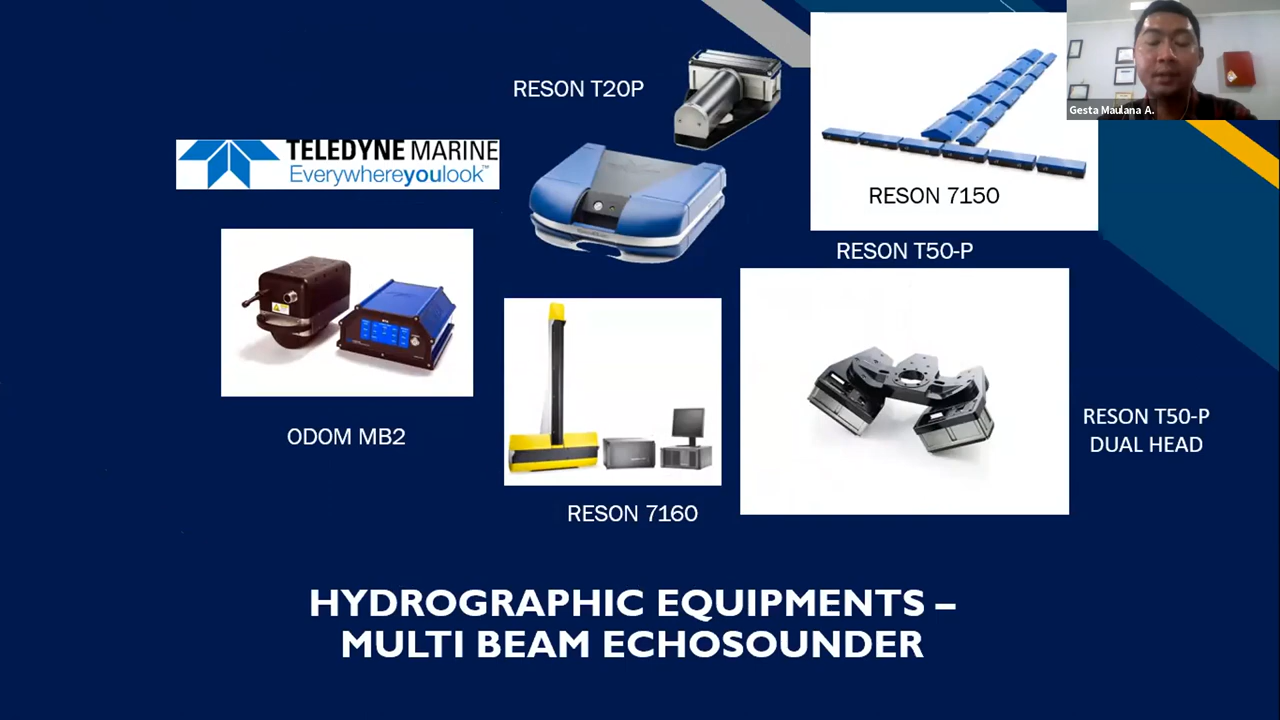 RESON T20P
TELEDYNE MARINE
Everywhereyoulook™
RESON 7150
Gesta Maulana A.
RESON T50-P
ODOM MB2
RESON 7160
RESON T50-P
DUAL HEAD
HYDROGRAPHIC EQUIPMENTS –
MULTI BEAM ECHOSOUNDER